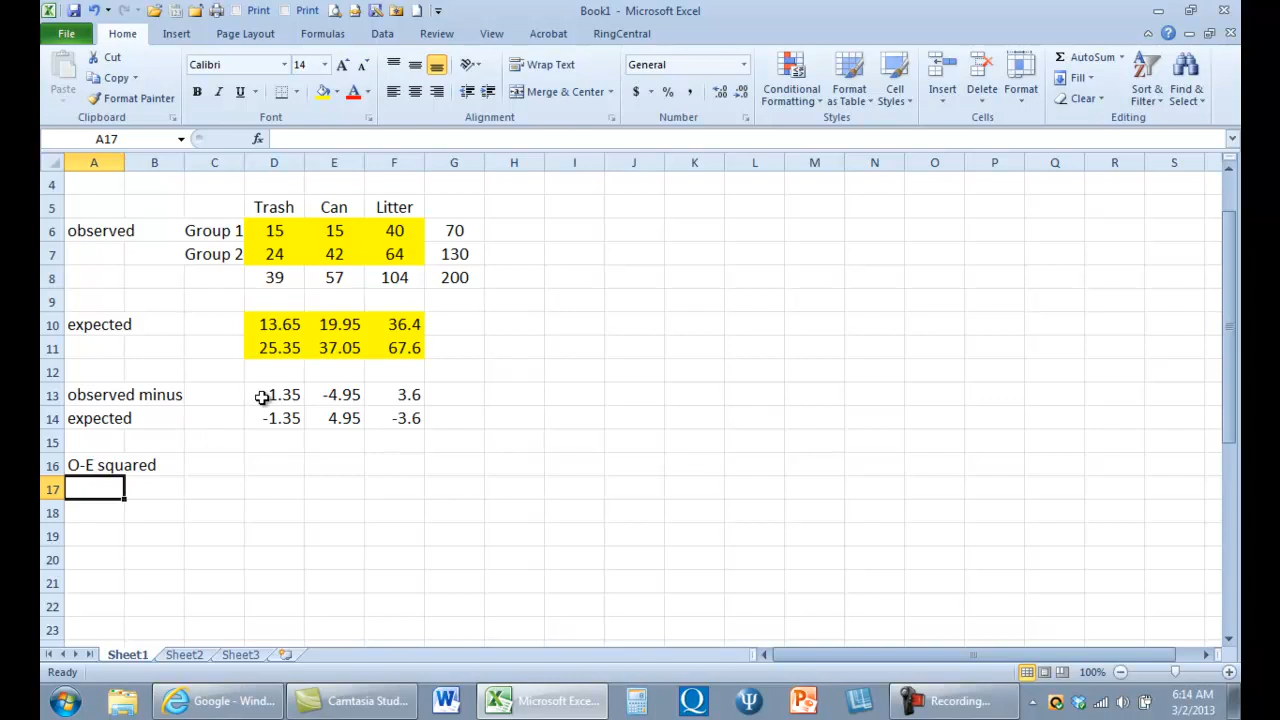 Print Print Book1 - Microsoft Excel
File Home Insert Page Layout Formulas Data Review View Acrobat RingCentral
Paste Cut Copy Format Painter
Calibri 14 B I U A
Wrap Text
Merge & Center
General
$ % ,
Conditional Formatting Format as Table Cell Styles
Insert Delete Format
AutoSum Fill Clear
Sort & Filter Find & Select
Clipboard Font Alignment Number Styles Cells Editing
A17 fx
A B C D E F G H I J K L M N O P Q R S
4
5 Trash Can Litter
6 observed Group 1 15 15 40 70
7 Group 2 24 42 64 130
8 39 57 104 200
9
10 expected 13.65 19.95 36.4
11 25.35 37.05 67.6
12
13 observed minus 1.35 -4.95 3.6
14 expected -1.35 4.95 -3.6
15
16 O-E squared
17
18
19
20
21
22
23
Sheet1 Sheet2 Sheet3
Ready 100%
Google - Wind... Camtasia Stud... Microsoft Exce... Recording... 6:14 AM
3/2/2013